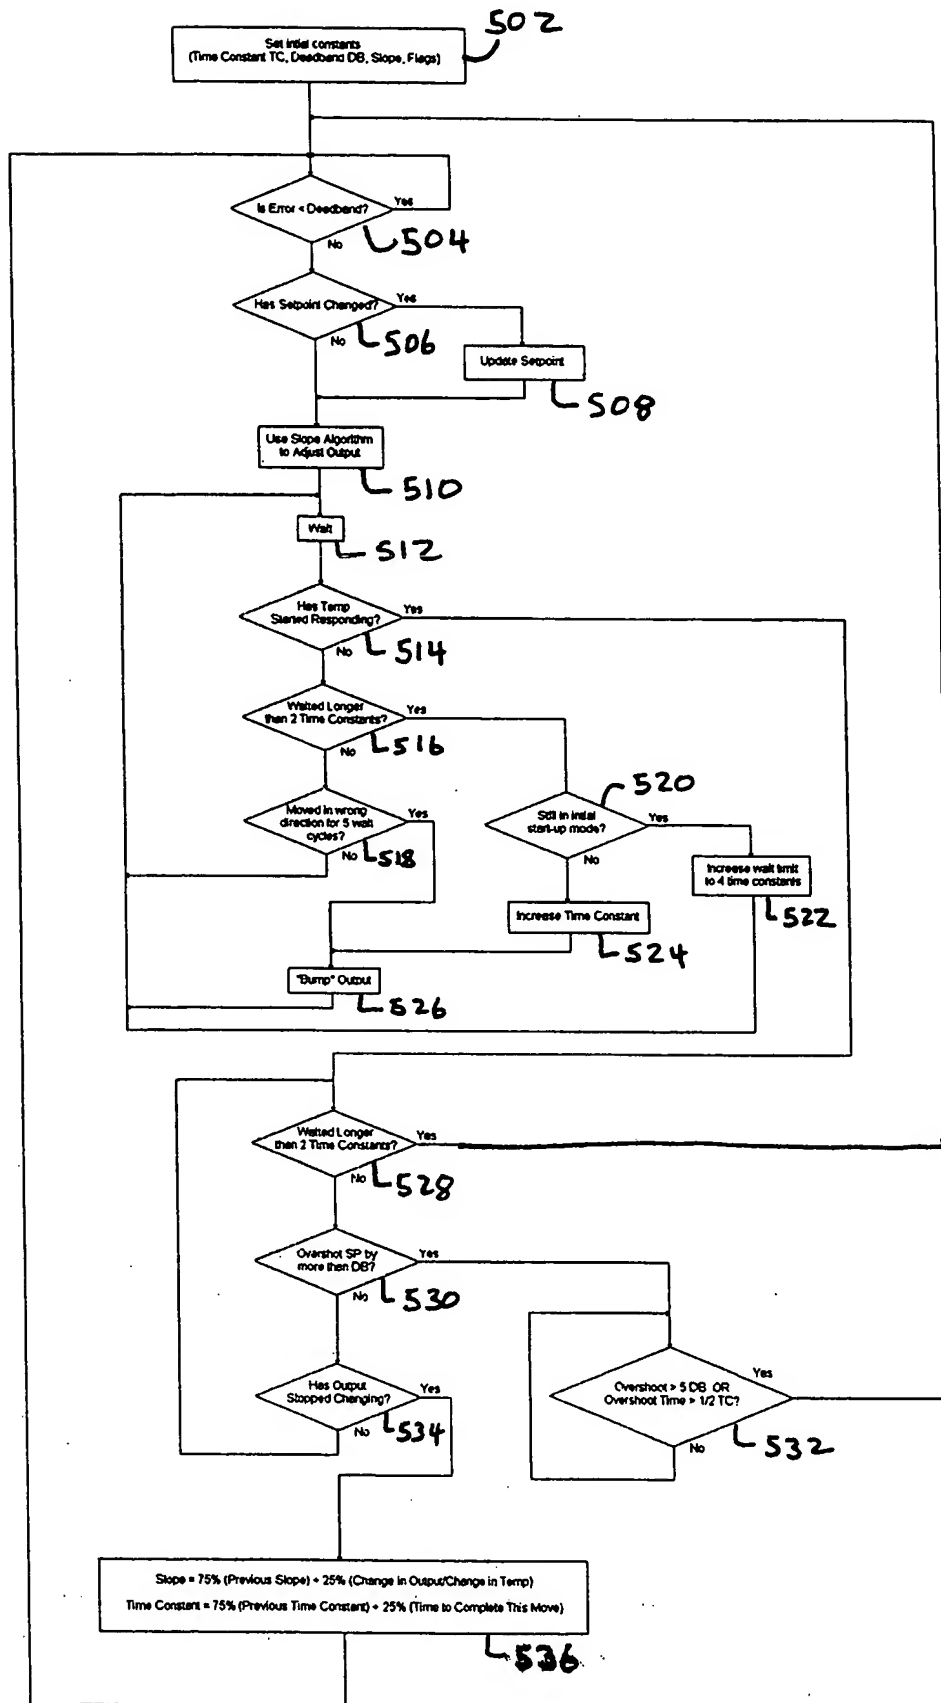 502
Set intial constants
(Time Constant TC, Deadband DB, Slope, Flags)
Is Error < Deadband?
Yes
504
No
Has Setpoint Changed?
Yes
506
No
Update Setpoint
508
Use Slope Algorithm
to Adjust Output
510
Wait
512
Has Temp
Started Responding?
Yes
514
No
Waited Longer
than 2 Time Constants?
Yes
516
No
520
Moved in wrong
direction for 5 wait
cycles?
Yes
518
No
Still in initial
start-up mode?
Yes
No
Increase wait limit
to 4 time constants
522
Increase Time Constant
524
"Bump" Output
526
Waited Longer
than 2 Time Constants?
Yes
528
No
Overshot SP by
more then DB?
Yes
530
No
Has Output
Stopped Changing?
Yes
534
No
Overshoot > 5 DB OR
Overshoot Time > 1/2 TC?
Yes
532
No
Slope = 75% (Previous Slope) + 25% (Change in Output/Change in Temp)
Time Constant = 75% (Previous Time Constant) + 25% (Time to Complete This Move)
536